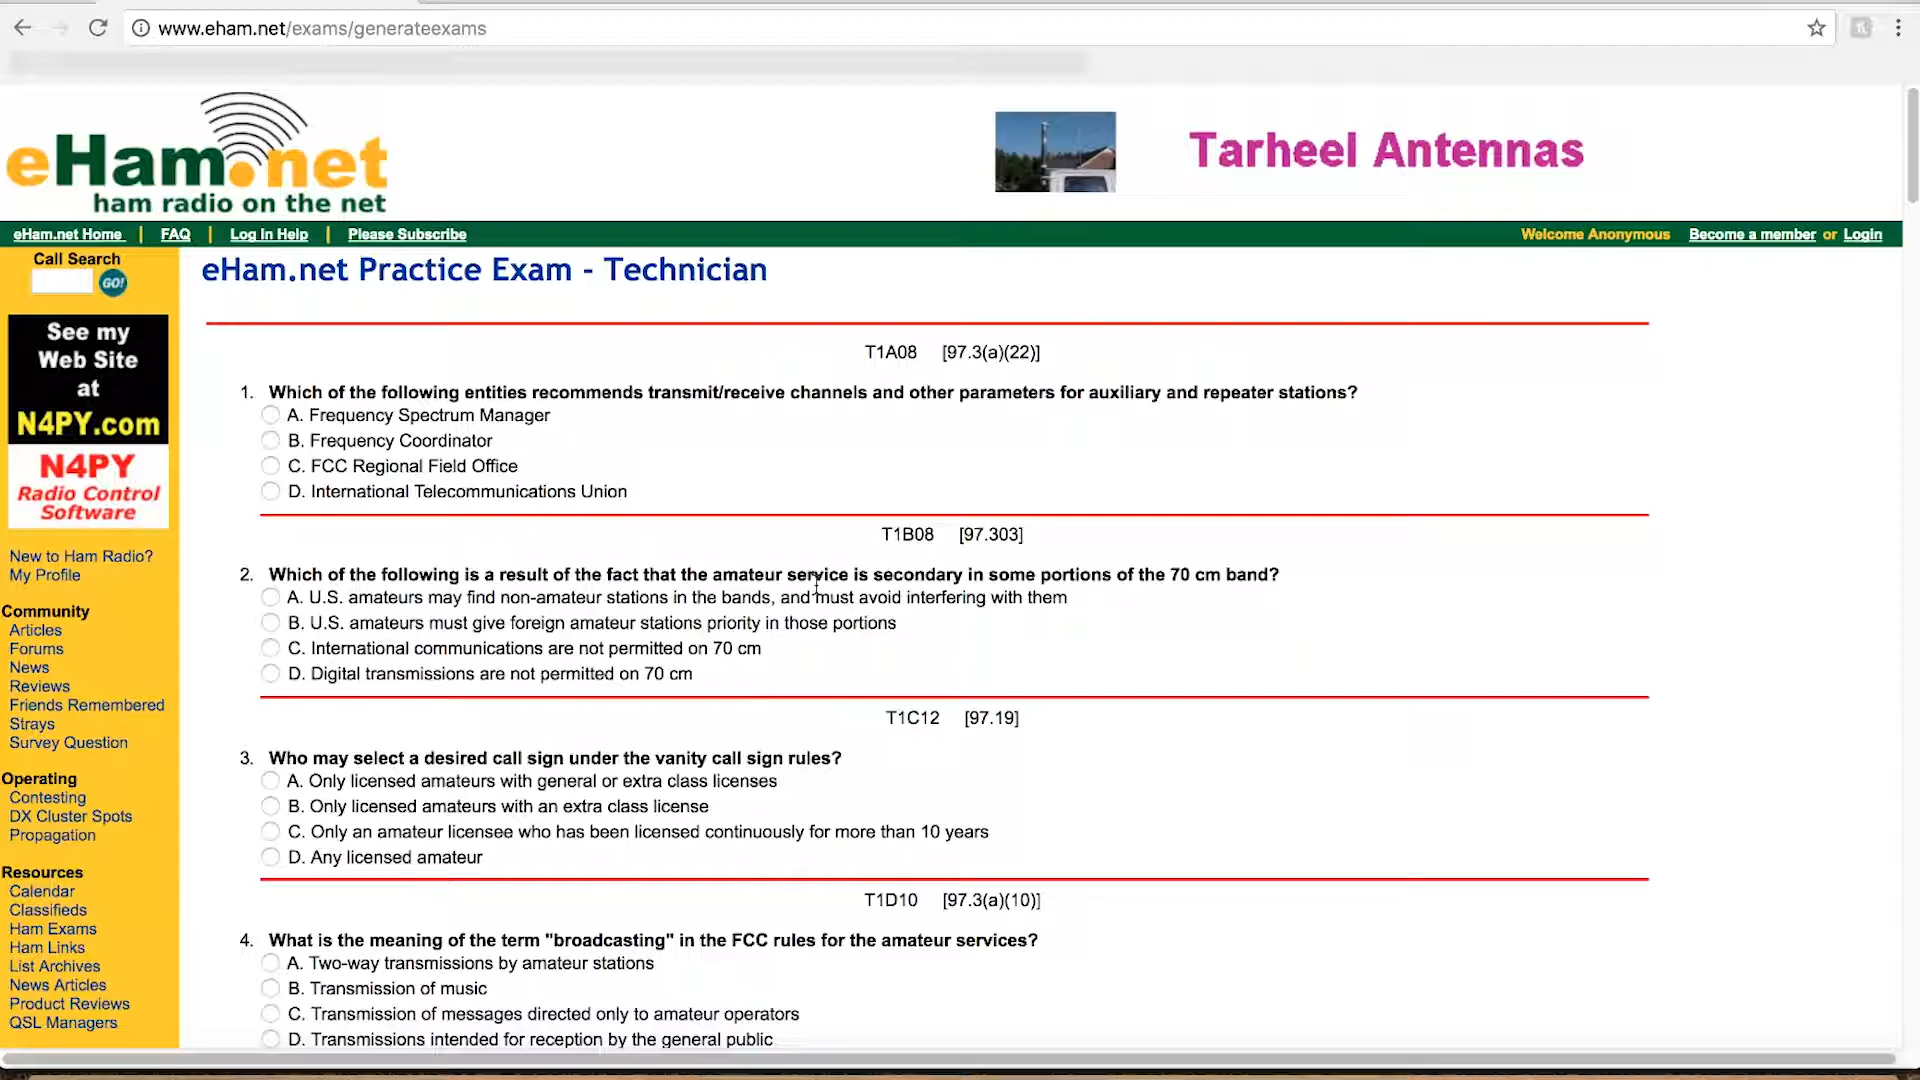 www.eham.net/exams/generateexams
eHam.net
ham radio on the net
Tarheel Antennas
eHam.net Home | FAQ | Log In Help | Please Subscribe
Welcome Anonymous Become a member or Login
Call Search
GO!
See my
Web Site
at
N4PY.com
N4PY
Radio Control
Software
New to Ham Radio?
My Profile
Community
Articles
Forums
News
Reviews
Friends Remembered
Strays
Survey Question
Operating
Contesting
DX Cluster Spots
Propagation
Resources
Calendar
Classifieds
Ham Exams
Ham Links
List Archives
News Articles
Product Reviews
QSL Managers
eHam.net Practice Exam - Technician
T1A08 [97.3(a)(22)]
1. Which of the following entities recommends transmit/receive channels and other parameters for auxiliary and repeater stations?
A. Frequency Spectrum Manager
B. Frequency Coordinator
C. FCC Regional Field Office
D. International Telecommunications Union
T1B08 [97.303]
2. Which of the following is a result of the fact that the amateur service is secondary in some portions of the 70 cm band?
A. U.S. amateurs may find non-amateur stations in the bands, and must avoid interfering with them
B. U.S. amateurs must give foreign amateur stations priority in those portions
C. International communications are not permitted on 70 cm
D. Digital transmissions are not permitted on 70 cm
T1C12 [97.19]
3. Who may select a desired call sign under the vanity call sign rules?
A. Only licensed amateurs with general or extra class licenses
B. Only licensed amateurs with an extra class license
C. Only an amateur licensee who has been licensed continuously for more than 10 years
D. Any licensed amateur
T1D10 [97.3(a)(10)]
4. What is the meaning of the term "broadcasting" in the FCC rules for the amateur services?
A. Two-way transmissions by amateur stations
B. Transmission of music
C. Transmission of messages directed only to amateur operators
D. Transmissions intended for reception by the general public